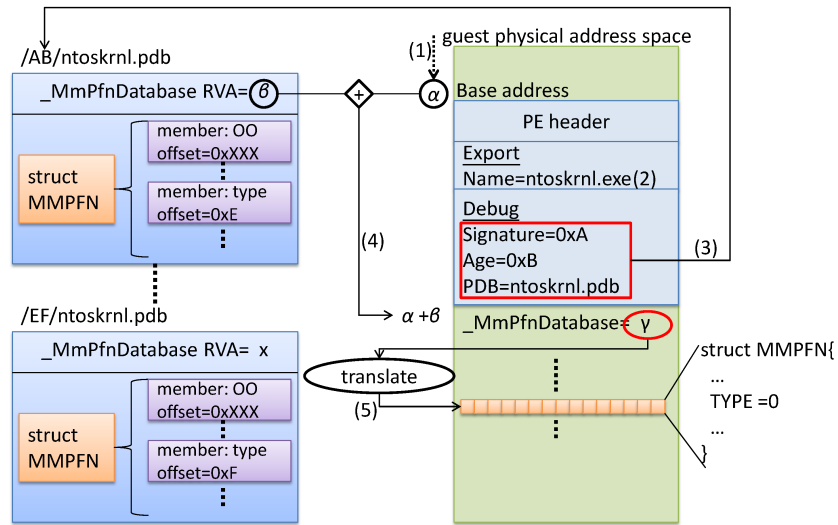 guest physical address space
/AB/ntoskrnl.pdb
(1)
_MmPfnDatabase RVA= β
+
α
Base address
PE header
member: OO
offset=0xXXX
struct
MMPFN
member: type
offset=0xE
Export
Name=ntoskrnl.exe(2)
Debug
Signature=0xA
Age=0xB
PDB=ntoskrnl.pdb
(3)
(4)
/EF/ntoskrnl.pdb
α +β
_MmPfnDatabase= γ
_MmPfnDatabase RVA= x
translate
(5)
member: OO
offset=0xXXX
struct
MMPFN
member: type
offset=0xF
struct MMPFN{
...
TYPE =0
...
}